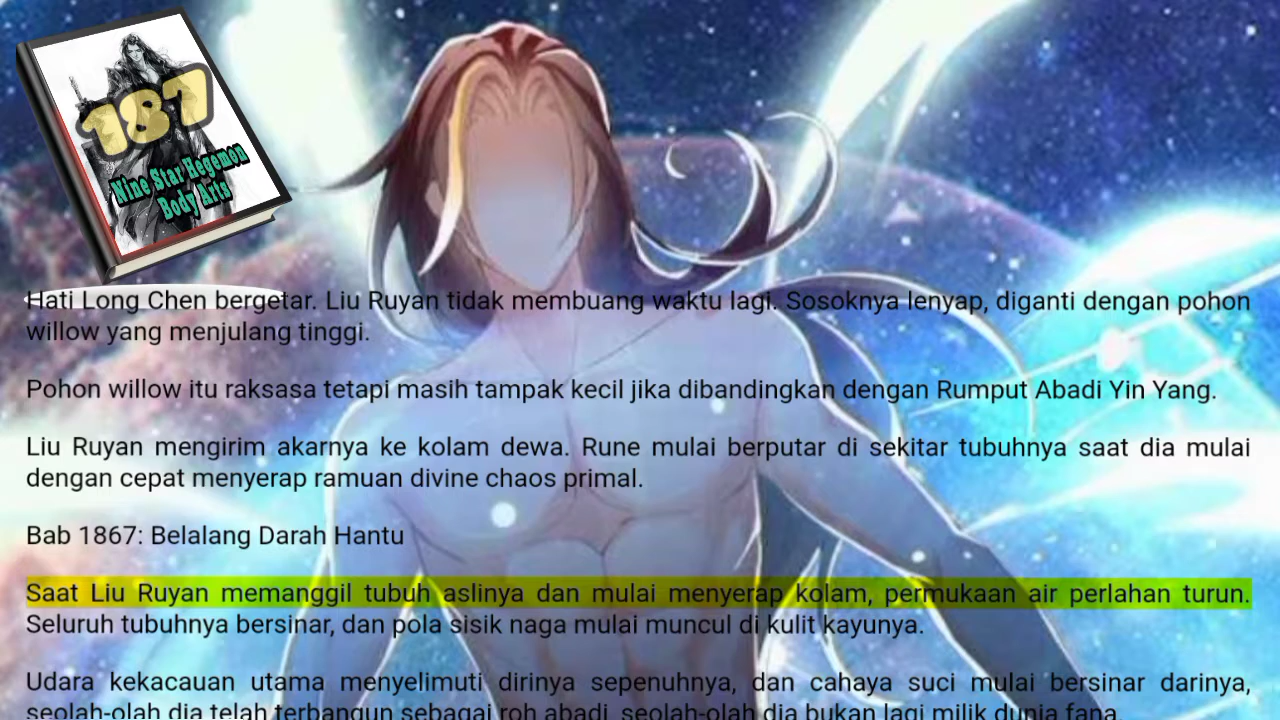 187
Nine Star Hegemon
Body Arts
Hati Long Chen bergetar. Liu Ruyan tidak membuang waktu lagi. Sosoknya lenyap, diganti dengan pohon
willow yang menjulang tinggi.
Pohon willow itu raksasa tetapi masih tampak kecil jika dibandingkan dengan Rumput Abadi Yin Yang.
Liu Ruyan mengirim akarnya ke kolam dewa. Rune mulai berputar di sekitar tubuhnya saat dia mulai
dengan cepat menyerap ramuan divine chaos primal.
Bab 1867: Belalang Darah Hantu
Saat Liu Ruyan memanggil tubuh aslinya dan mulai menyerap kolam, permukaan air perlahan turun.
Seluruh tubuhnya bersinar, dan pola sisik naga mulai muncul di kulit kayunya.
Udara kekacauan utama menyelimuti dirinya sepenuhnya, dan cahaya suci mulai bersinar darinya,
seolah-olah dia telah terbangun sebagai roh abadi, seolah-olah dia bukan lagi milik dunia fana.